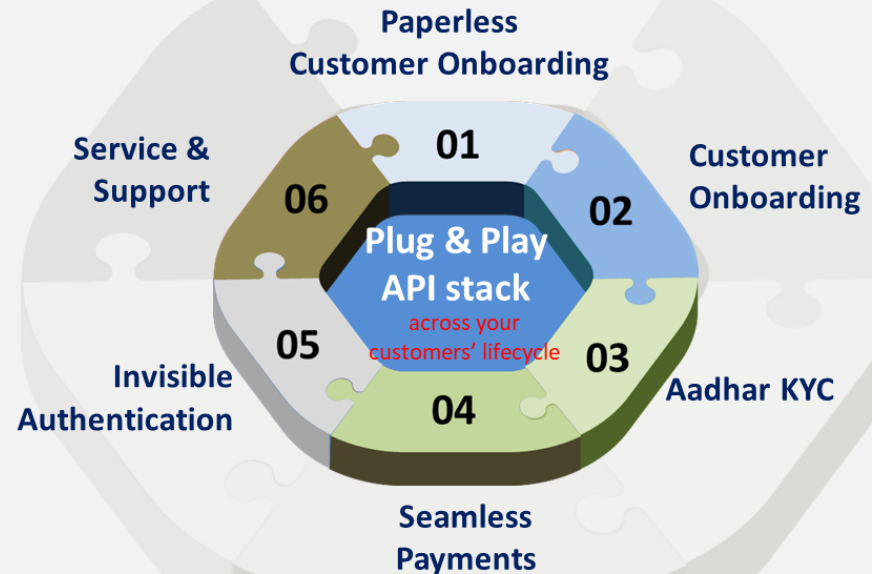 Paperless
Customer Onboarding
01
Service &
Support
06
02
Customer
Onboarding
Plug & Play
API stack
across your
customers' lifecycle
05
03
Invisible
Authentication
04
Aadhar KYC
Seamless
Payments